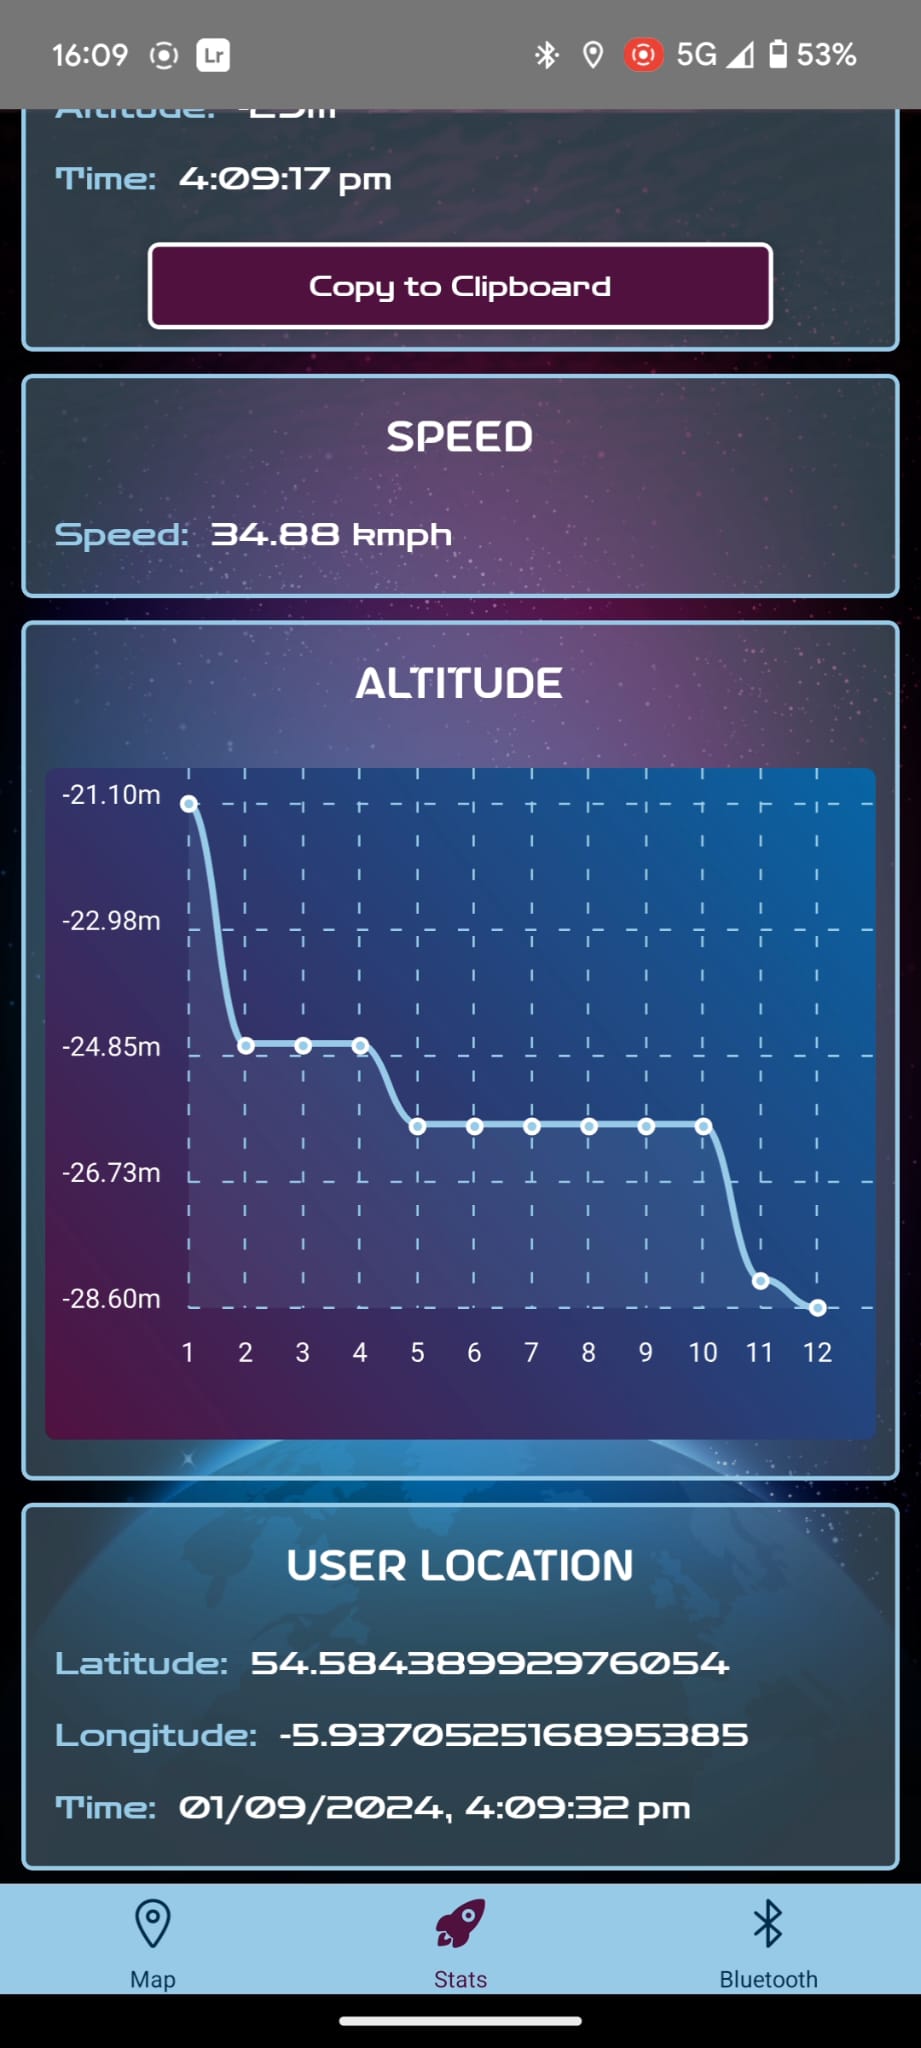 16:09 Lr 5G 53%
Altitude: -29m
Time: 4:09:17 pm
Copy to Clipboard
SPEED
Speed: 34.88 kmph
ALTITUDE
-21.10m
-22.98m
-24.85m
-26.73m
-28.60m
1 2 3 4 5 6 7 8 9 10 11 12
USER LOCATION
Latitude: 54.58438992976054
Longitude: -5.937052516895385
Time: 01/09/2024, 4:09:32 pm
Map Stats Bluetooth